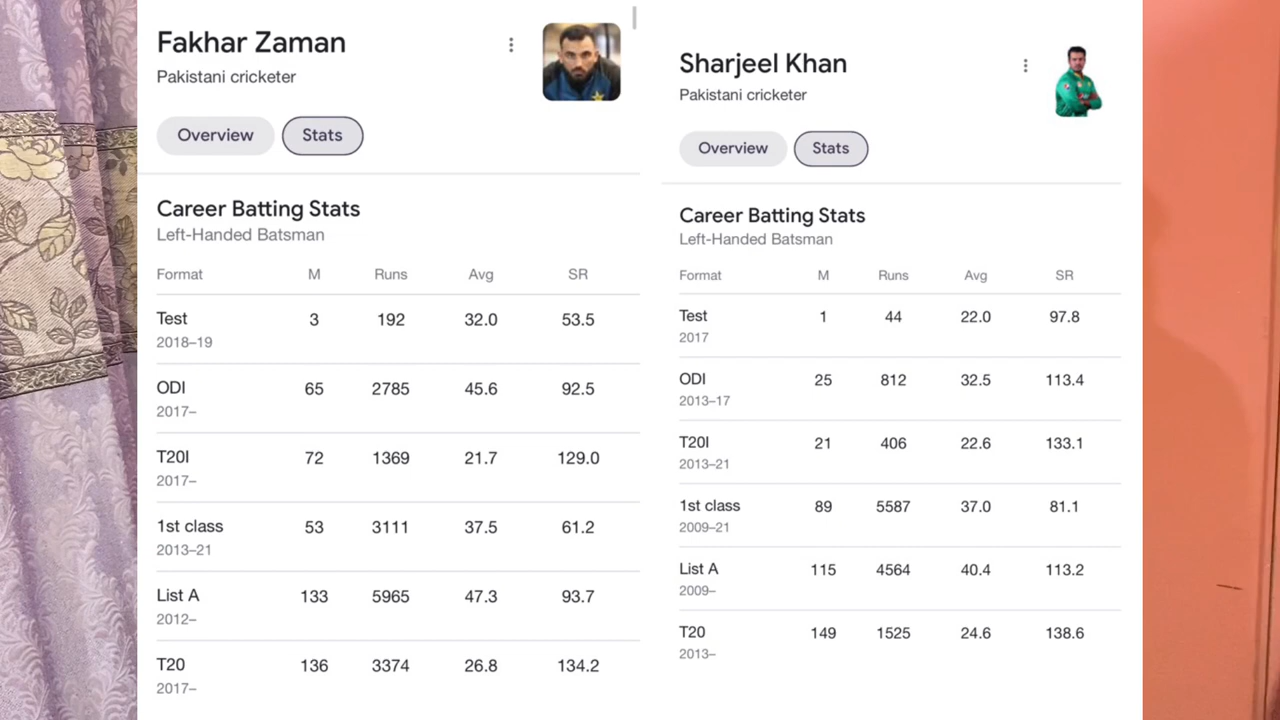 Fakhar Zaman
Pakistani cricketer
Overview Stats
Career Batting Stats
Left-Handed Batsman
Format M Runs Avg SR
Test 3 192 32.0 53.5
2018–19
ODI 65 2785 45.6 92.5
2017–
T20I 72 1369 21.7 129.0
2017–
1st class 53 3111 37.5 61.2
2013–21
List A 133 5965 47.3 93.7
2012–
T20 136 3374 26.8 134.2
2017–
Sharjeel Khan
Pakistani cricketer
Overview Stats
Career Batting Stats
Left-Handed Batsman
Format M Runs Avg SR
Test 1 44 22.0 97.8
2017
ODI 25 812 32.5 113.4
2013–17
T20I 21 406 22.6 133.1
2013–21
1st class 89 5587 37.0 81.1
2009–21
List A 115 4564 40.4 113.2
2009–
T20 149 1525 24.6 138.6
2013–